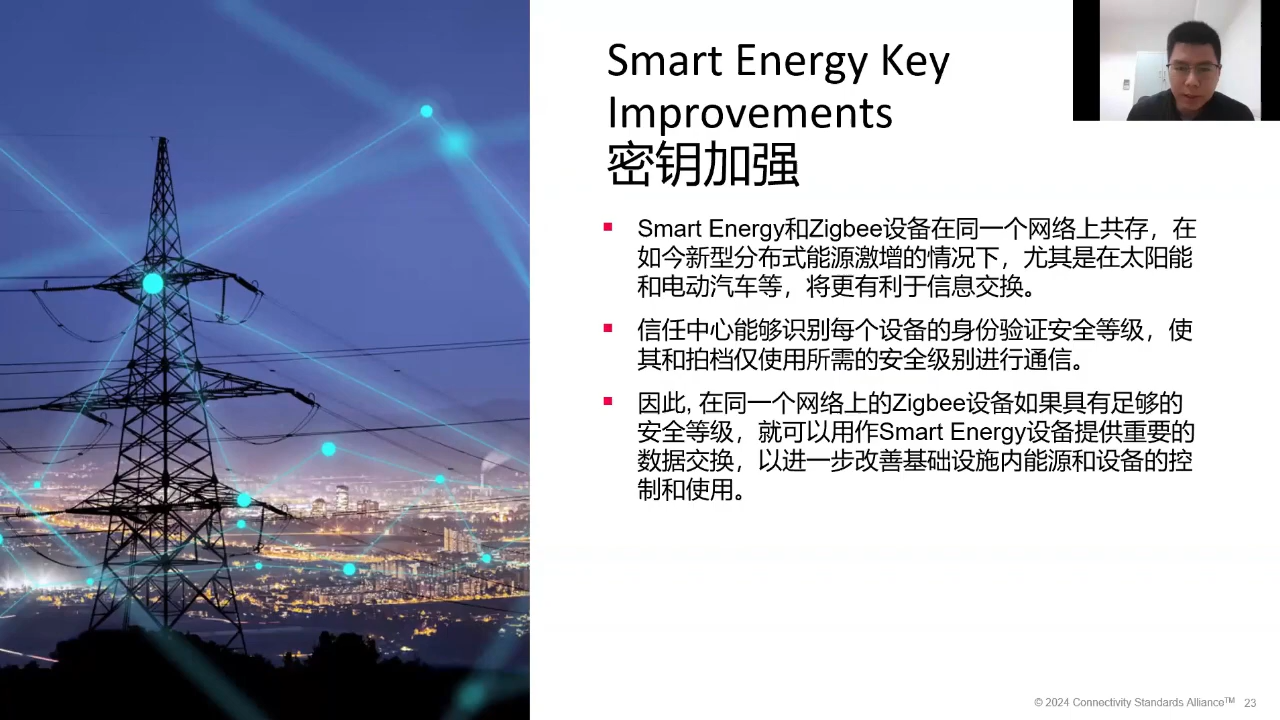 Smart Energy Key
Improvements
密钥加强
Smart Energy和Zigbee设备在同一个网络上共存，在
如今新型分布式能源激增的情况下，尤其是在太阳能
和电动汽车等，将更有利于信息交换。
信任中心能够识别每个设备的身份验证安全等级，使
其和拍档仅使用所需的安全级别进行通信。
因此, 在同一个网络上的Zigbee设备如果具有足够的
安全等级，就可以用作Smart Energy设备提供重要的
数据交换，以进一步改善基础设施内能源和设备的控
制和使用。
© 2024 Connectivity Standards Alliance™ 23